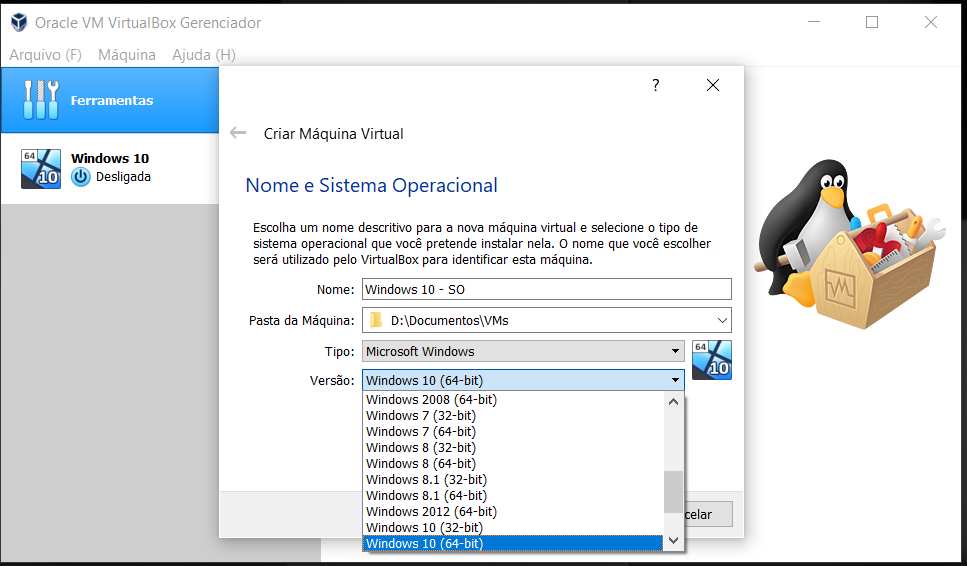 Oracle VM VirtualBox Gerenciador
Arquivo (F) Máquina Ajuda (H)
Ferramentas
64
10
Windows 10
Desligada
?
Criar Máquina Virtual
Nome e Sistema Operacional
Escolha um nome descritivo para a nova máquina virtual e selecione o tipo de
sistema operacional que você pretende instalar nela. O nome que você escolher
será utilizado pelo VirtualBox para identificar esta máquina.
Nome: Windows 10 - SO
Pasta da Máquina: D:\Documentos\VMs
Tipo: Microsoft Windows
64
10
Versão: Windows 10 (64-bit)
Windows 2008 (64-bit)
Windows 7 (32-bit)
Windows 7 (64-bit)
Windows 8 (32-bit)
Windows 8 (64-bit)
Windows 8.1 (32-bit)
Windows 8.1 (64-bit)
Windows 2012 (64-bit)
Windows 10 (32-bit)
Windows 10 (64-bit)
celar